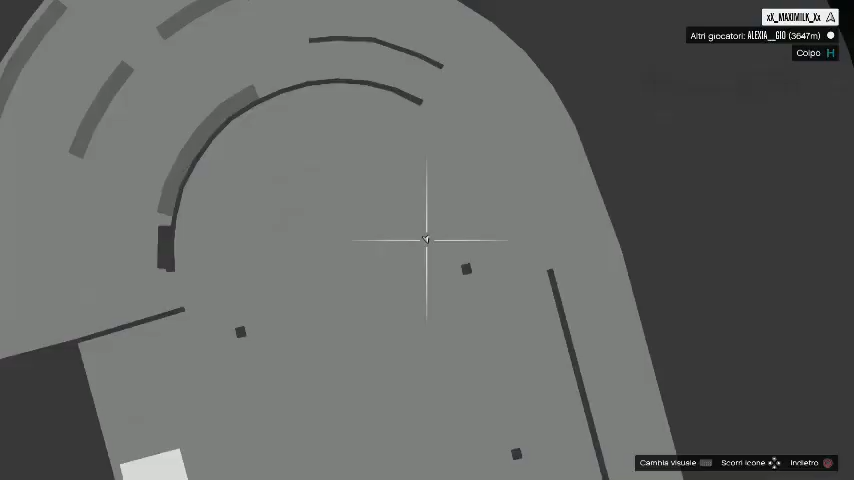 xX_MAXIMILK_Xx
Altri giocatori: ALEXIA__GIO (3647m)
Colpo H
Cambia visuale Scorri icone Indietro